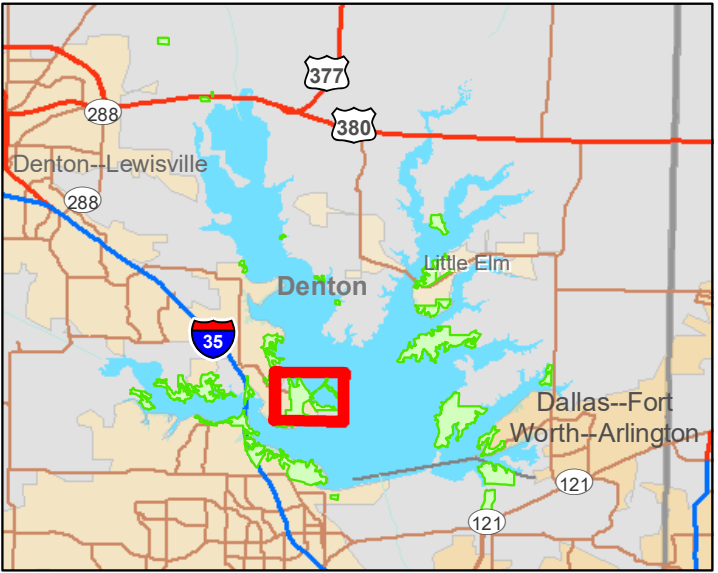 377
288
380
Denton--Lewisville
288
Little Elm
Denton
35
Dallas--Fort
Worth--Arlington
121
121